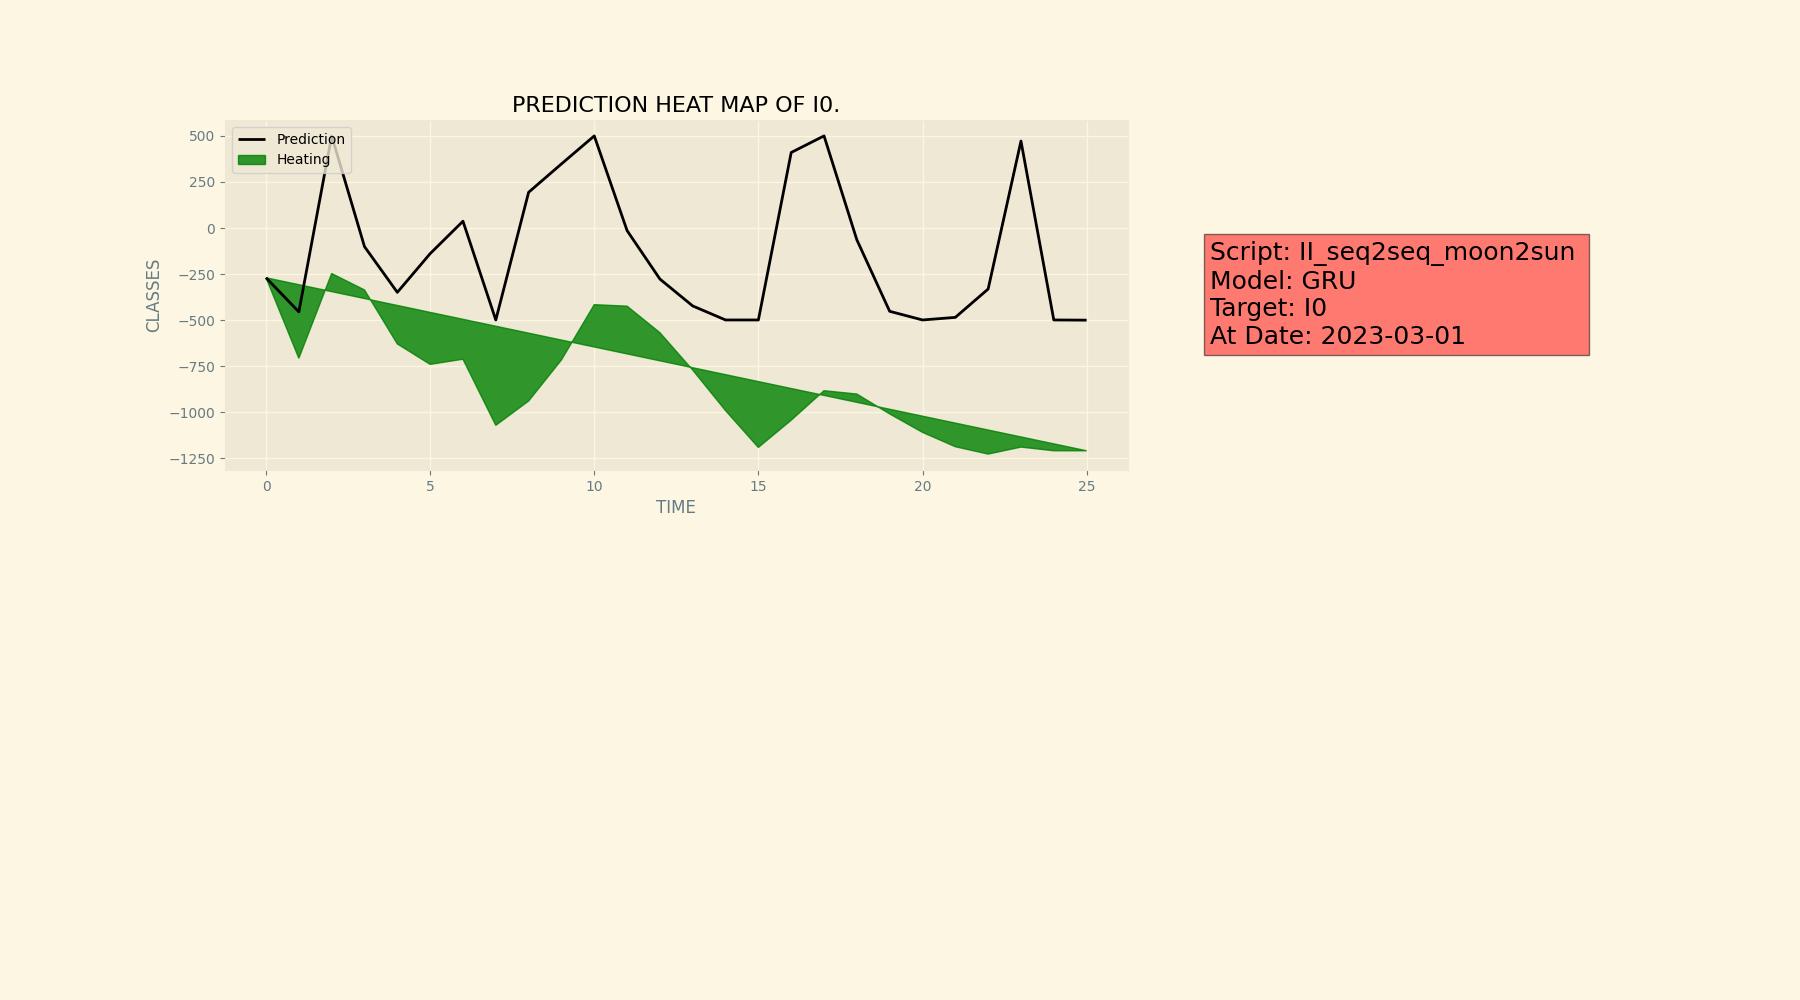 PREDICTION HEAT MAP OF I0.
Prediction
Heating
500
250
0
−250
−500
−750
−1000
−1250
CLASSES
0 5 10 15 20 25
TIME
Script: II_seq2seq_moon2sun
Model: GRU
Target: I0
At Date: 2023-03-01